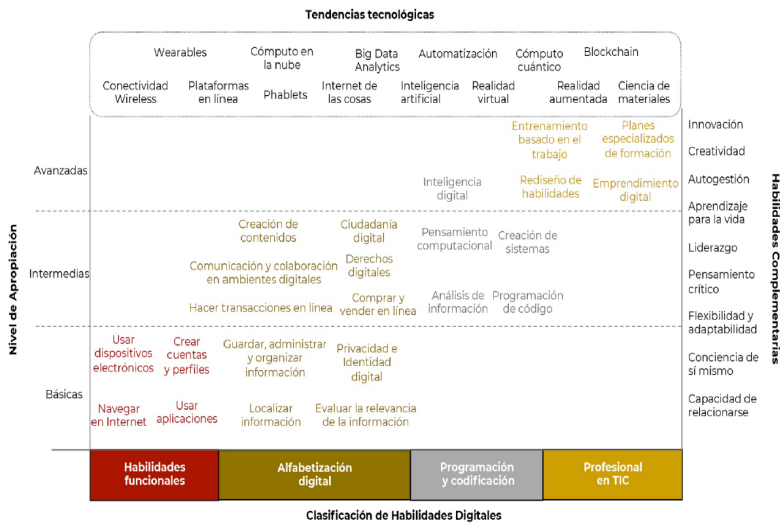 Tendencias tecnológicas
Wearables
Cómputo en
la nube
Big Data
Analytics
Automatización
Cómputo
cuántico
Blockchain
Conectividad
Wireless
Plataformas
en línea
Phablets
Internet de
las cosas
Inteligencia
artificial
Realidad
virtual
Realidad
aumentada
Ciencia de
materiales
Nivel de Apropiación
Avanzadas
Entrenamiento
basado en el
trabajo
Planes
especializados
de formación
Inteligencia
digital
Rediseño de
habilidades
Emprendimiento
digital
Intermedias
Creación de
contenidos
Ciudadanía
digital
Pensamiento
computacional
Creación de
sistemas
Comunicación y colaboración
en ambientes digitales
Derechos
digitales
Hacer transacciones en línea
Comprar y
vender en línea
Análisis de
información
Programación
de código
Básicas
Usar
dispositivos
electrónicos
Crear
cuentas
y perfiles
Guardar, administrar
y organizar
información
Privacidad e
Identidad
digital
Navegar
en Internet
Usar
aplicaciones
Localizar
información
Evaluar la relevancia
de la información
Innovación
Creatividad
Autogestión
Aprendizaje
para la vida
Liderazgo
Pensamiento
crítico
Flexibilidad y
adaptabilidad
Conciencia de
sí mismo
Capacidad de
relacionarse
Habilidades Complementarias
Habilidades
funcionales
Alfabetización
digital
Programación
y codificación
Profesional
en TIC
Clasificación de Habilidades Digitales